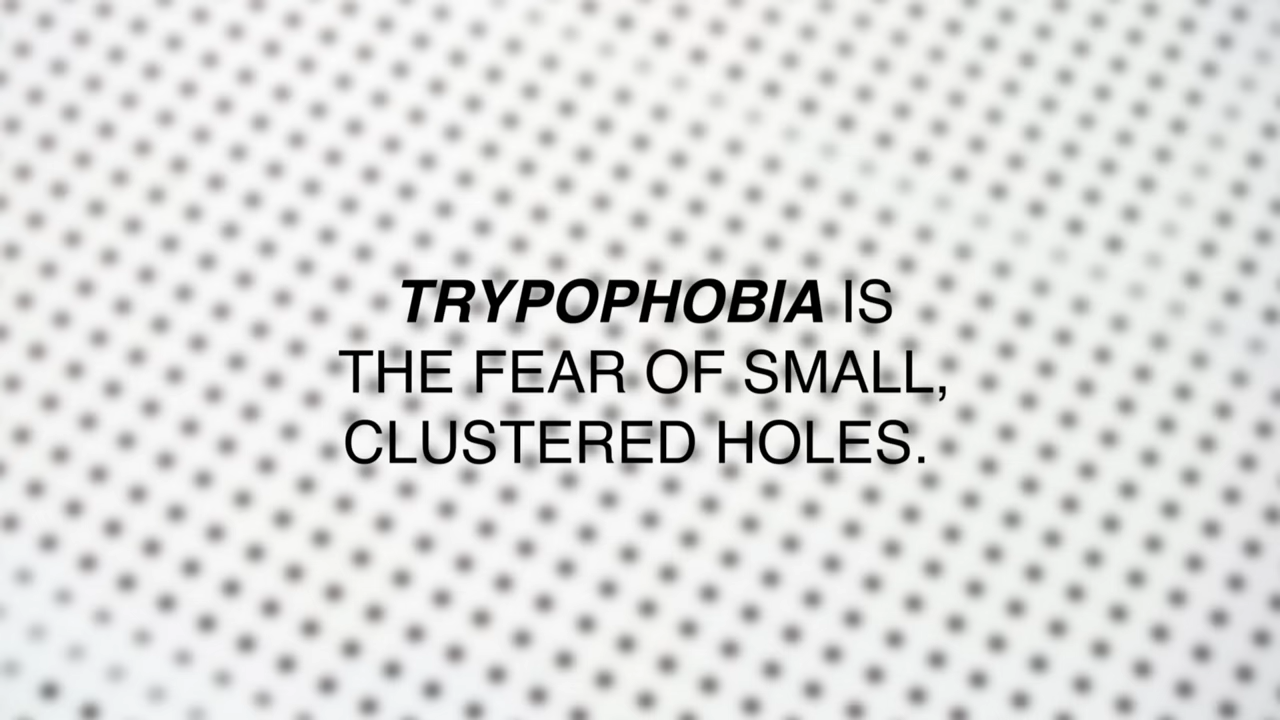 TRYPOPHOBIA IS
THE FEAR OF SMALL,
CLUSTERED HOLES.